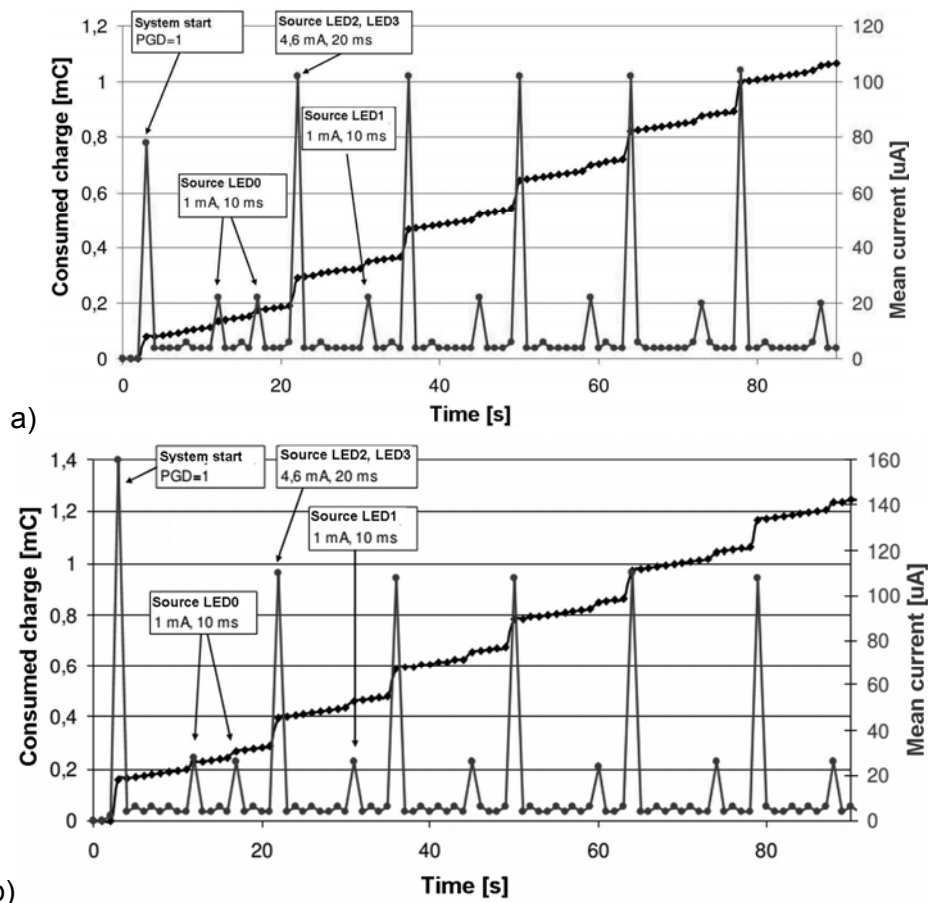 System start
PGD=1
Source LED2, LED3
4,6 mA, 20 ms
Source LED1
1 mA, 10 ms
Source LED0
1 mA, 10 ms
Consumed charge [mC]
1,2
1
0,8
0,6
0,4
0,2
0
120
100
80
60
40
20
0
Mean current [uA]
0 20 40 60 80
Time [s]
a)
System start
PGD=1
Source LED2, LED3
4,6 mA, 20 ms
Source LED1
1 mA, 10 ms
Source LED0
1 mA, 10 ms
Consumed charge [mC]
1,4
1,2
1
0,8
0,6
0,4
0,2
0
160
140
120
100
80
60
40
20
0
Mean current [uA]
0 20 40 60 80
Time [s]